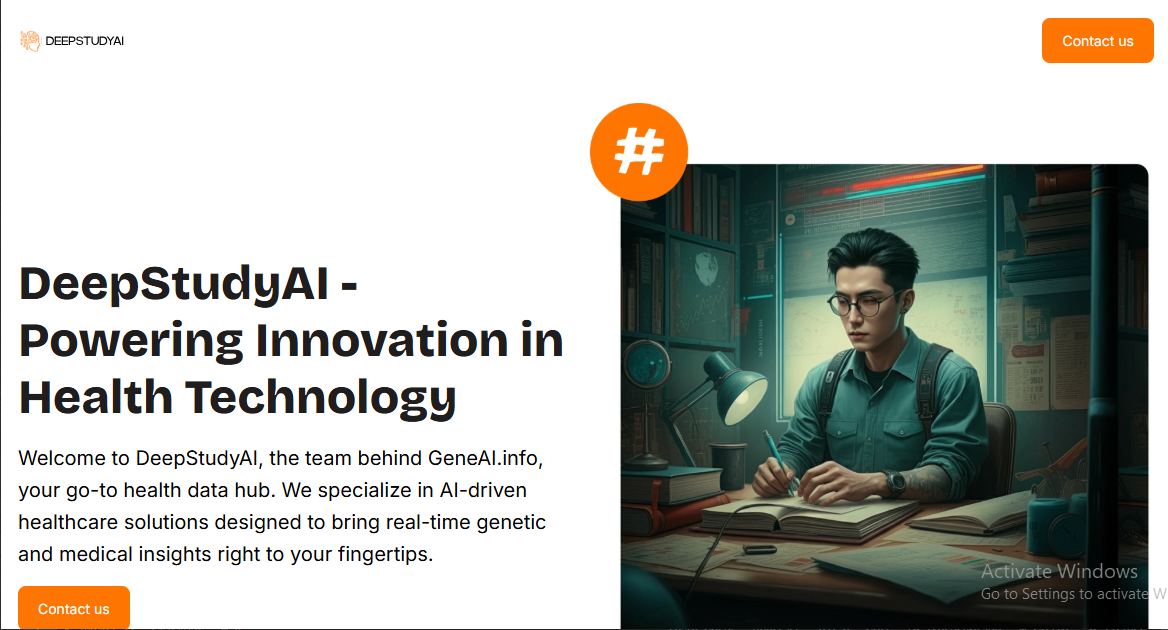 DEEPSTUDYAI
Contact us
#
DeepStudyAI -
Powering Innovation in
Health Technology
Welcome to DeepStudyAI, the team behind GeneAI.info,
your go-to health data hub. We specialize in AI-driven
healthcare solutions designed to bring real-time genetic
and medical insights right to your fingertips.
Contact us
Activate Windows
Go to Settings to activate W